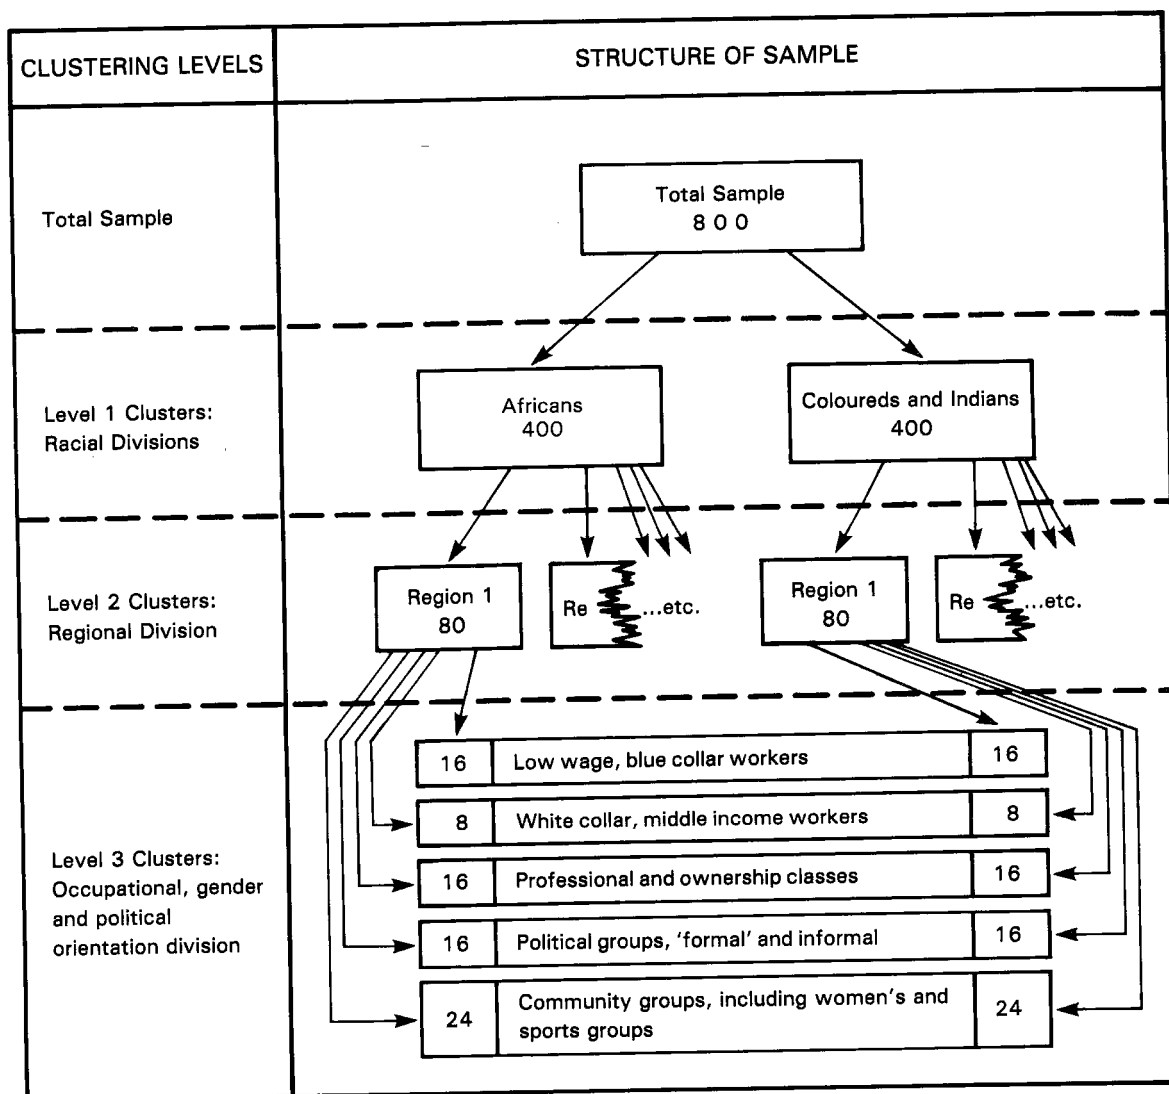 CLUSTERING LEVELS
STRUCTURE OF SAMPLE
Total Sample
Total Sample
8 0 0
Level 1 Clusters:
Racial Divisions
Africans
400
Coloureds and Indians
400
Level 2 Clusters:
Regional Division
Region 1
80
Re
...etc.
Region 1
80
Re
...etc.
Level 3 Clusters:
Occupational, gender
and political
orientation division
16 Low wage, blue collar workers 16
8 White collar, middle income workers 8
16 Professional and ownership classes 16
16 Political groups, 'formal' and informal 16
24 Community groups, including women's and 24
sports groups